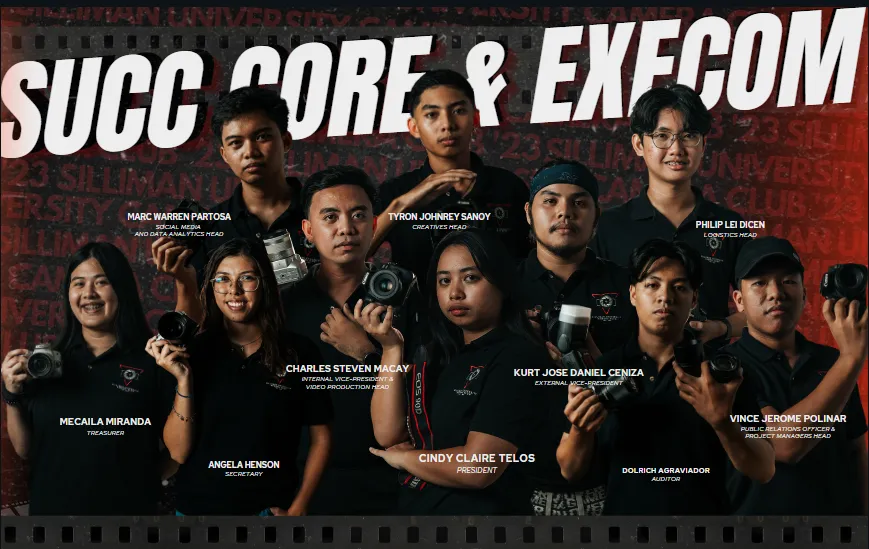 SUCC CORE & EXECOM
MARC WARREN PARTOSA
SOCIAL MEDIA
AND DATA ANALYTICS HEAD
TYRON JOHNREY SANOY
CREATIVES HEAD
PHILIP LEI DICEN
LOGISTICS HEAD
CHARLES STEVEN MACAY
INTERNAL VICE-PRESIDENT &
VIDEO PRODUCTION HEAD
KURT JOSE DANIEL CENIZA
EXTERNAL VICE-PRESIDENT
MECAILA MIRANDA
TREASURER
VINCE JEROME POLINAR
PUBLIC RELATIONS OFFICER &
PROJECT MANAGERS HEAD
ANGELA HENSON
SECRETARY
CINDY CLAIRE TELOS
PRESIDENT
DOLRICH AGRAVIADOR
AUDITOR
EOS 90D